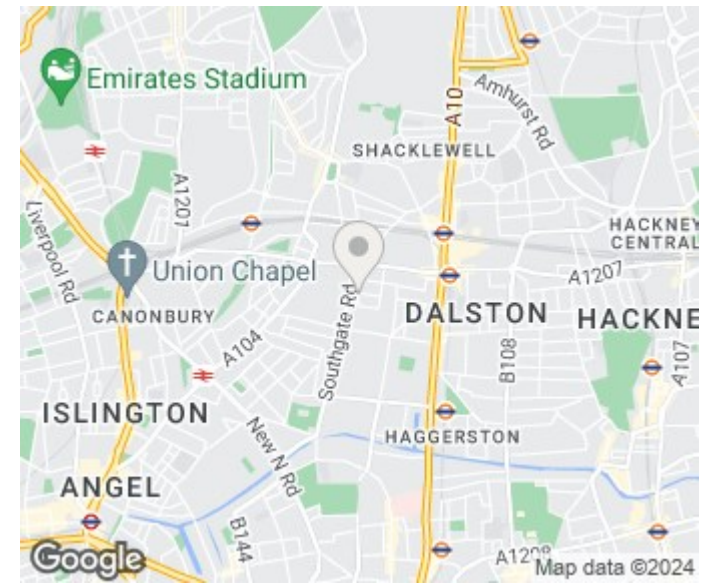 Emirates Stadium
A10
Amhurst Rd
SHACKLEWELL
A1207
Liverpool Rd
HACKNEY
CENTRAL
Union Chapel
A1207
CANONBURY
Southgate Rd
DALSTON
HACKNE
A104
B108
A107
ISLINGTON
New N Rd
HAGGERSTON
ANGEL
B144
Google
A1208
Map data ©2024